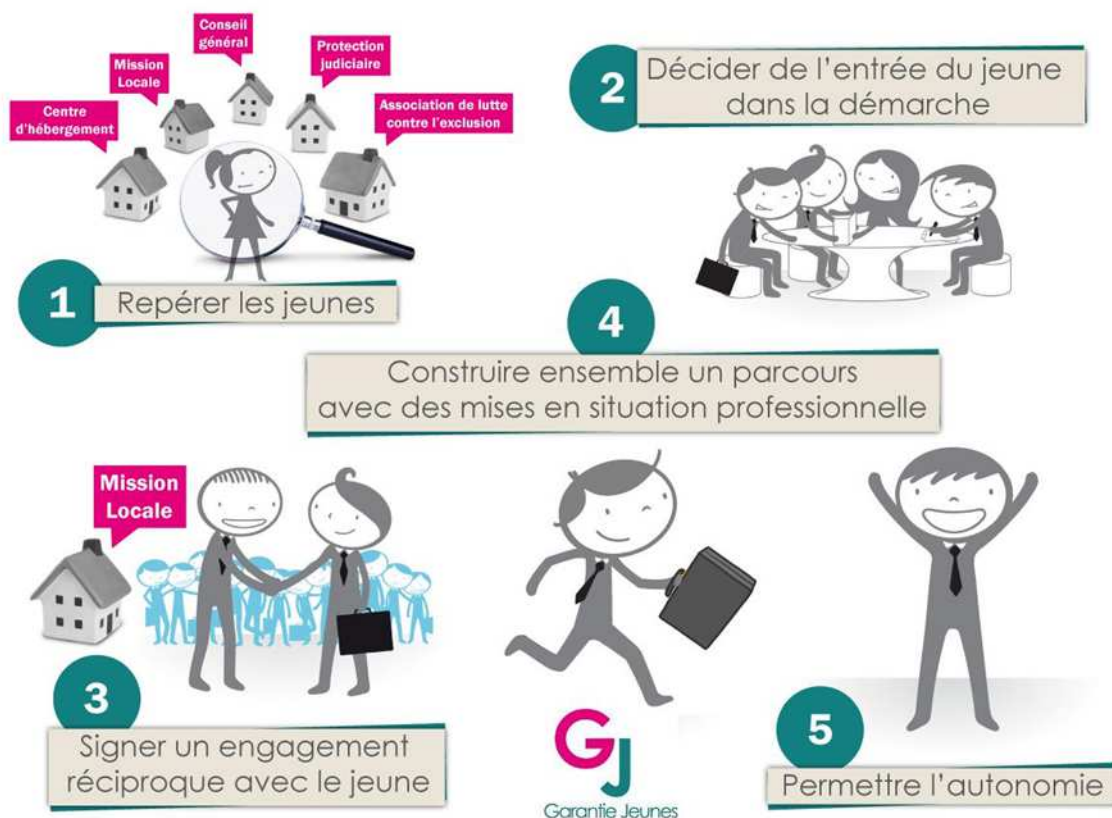 Conseil
général
Mission
Locale
Protection
judiciaire
Centre
d'hébergement
Association de lutte
contre l'exclusion
1
Repérer les jeunes
2
Décider de l'entrée du jeune
dans la démarche
4
Construire ensemble un parcours
avec des mises en situation professionnelle
Mission
Locale
3
Signer un engagement
réciproque avec le jeune
GJ
Garantie Jeunes
5
Permettre l'autonomie